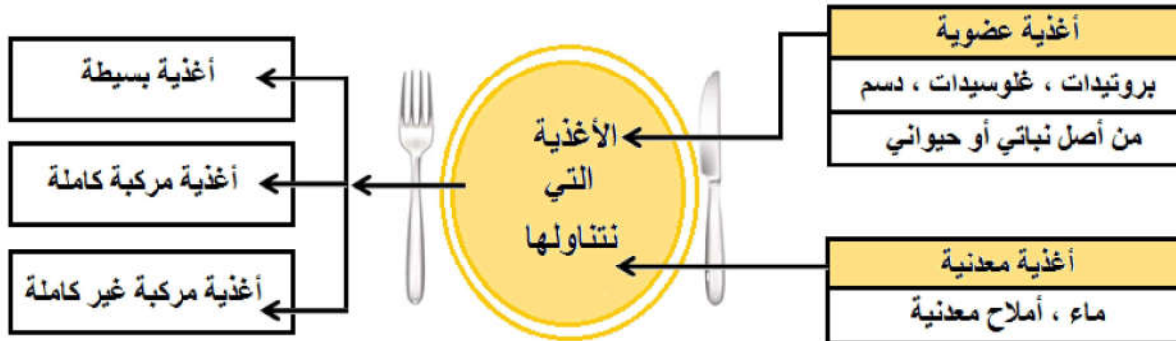 أغذية عضوية
بروتيدات ، غلوسيدات ، دسم
من أصل نباتي أو حيواني
أغذية معدنية
ماء ، أملاح معدنية
الأغذية
التي
نتناولها
أغذية بسيطة
أغذية مركبة كاملة
أغذية مركبة غير كاملة